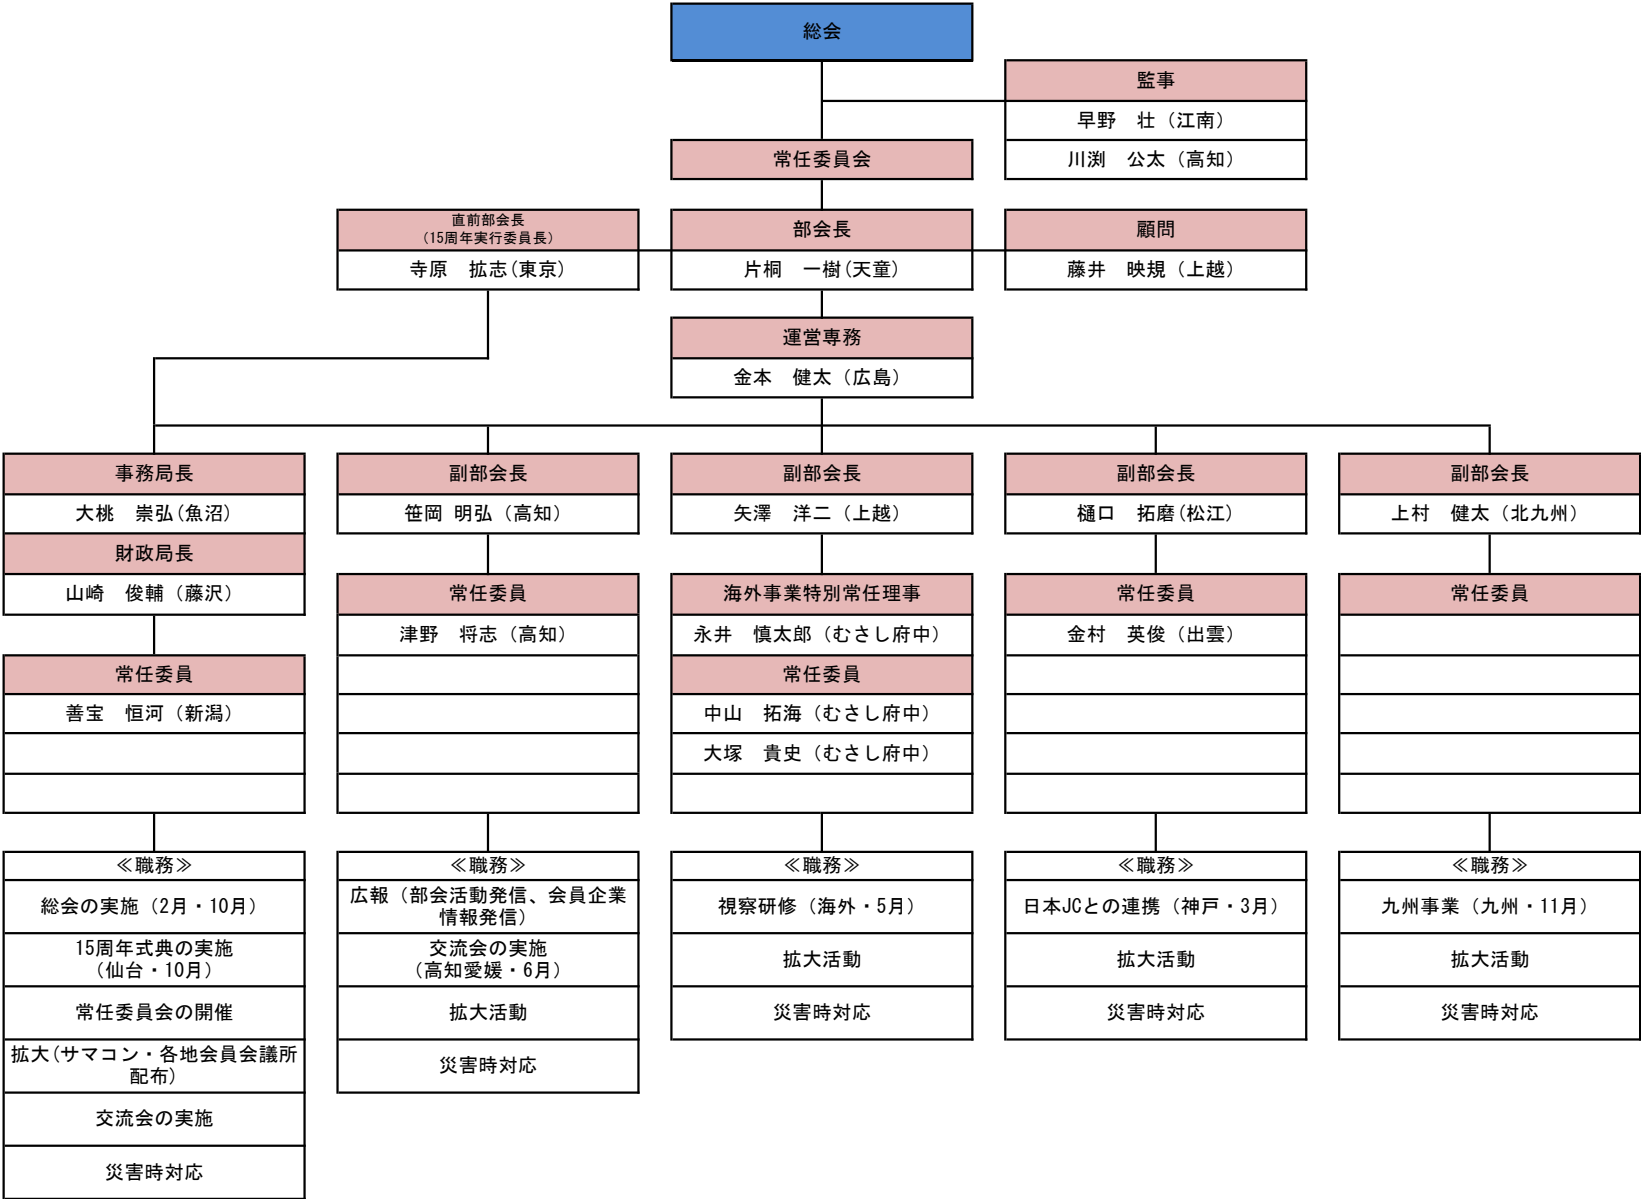 総会
監事
早野　壮（江南）
川渕　公太（高知）
常任委員会
直前部会長
（15周年実行委員長）
寺原　拡志(東京)
部会長
片桐　一樹(天童)
顧問
藤井　映規（上越）
運営専務
金本　健太（広島）
事務局長
大桃　崇弘(魚沼)
財政局長
山崎　俊輔（藤沢）
常任委員
善宝　恒河（新潟）
≪職務≫
総会の実施（2月・10月）
15周年式典の実施
（仙台・10月）
常任委員会の開催
拡大(サマコン・各地会員会議所
配布)
交流会の実施
災害時対応
副部会長
笹岡 明弘（高知）
常任委員
津野　将志（高知）
≪職務≫
広報（部会活動発信、会員企業
情報発信）
交流会の実施
（高知愛媛・6月）
拡大活動
災害時対応
副部会長
矢澤　洋二（上越）
海外事業特別常任理事
永井　慎太郎（むさし府中）
常任委員
中山　拓海（むさし府中）
大塚　貴史（むさし府中）
≪職務≫
視察研修（海外・5月）
拡大活動
災害時対応
副部会長
樋口　拓磨(松江)
常任委員
金村　英俊（出雲）
≪職務≫
日本JCとの連携（神戸・3月）
拡大活動
災害時対応
副部会長
上村　健太（北九州）
常任委員
≪職務≫
九州事業（九州・11月）
拡大活動
災害時対応